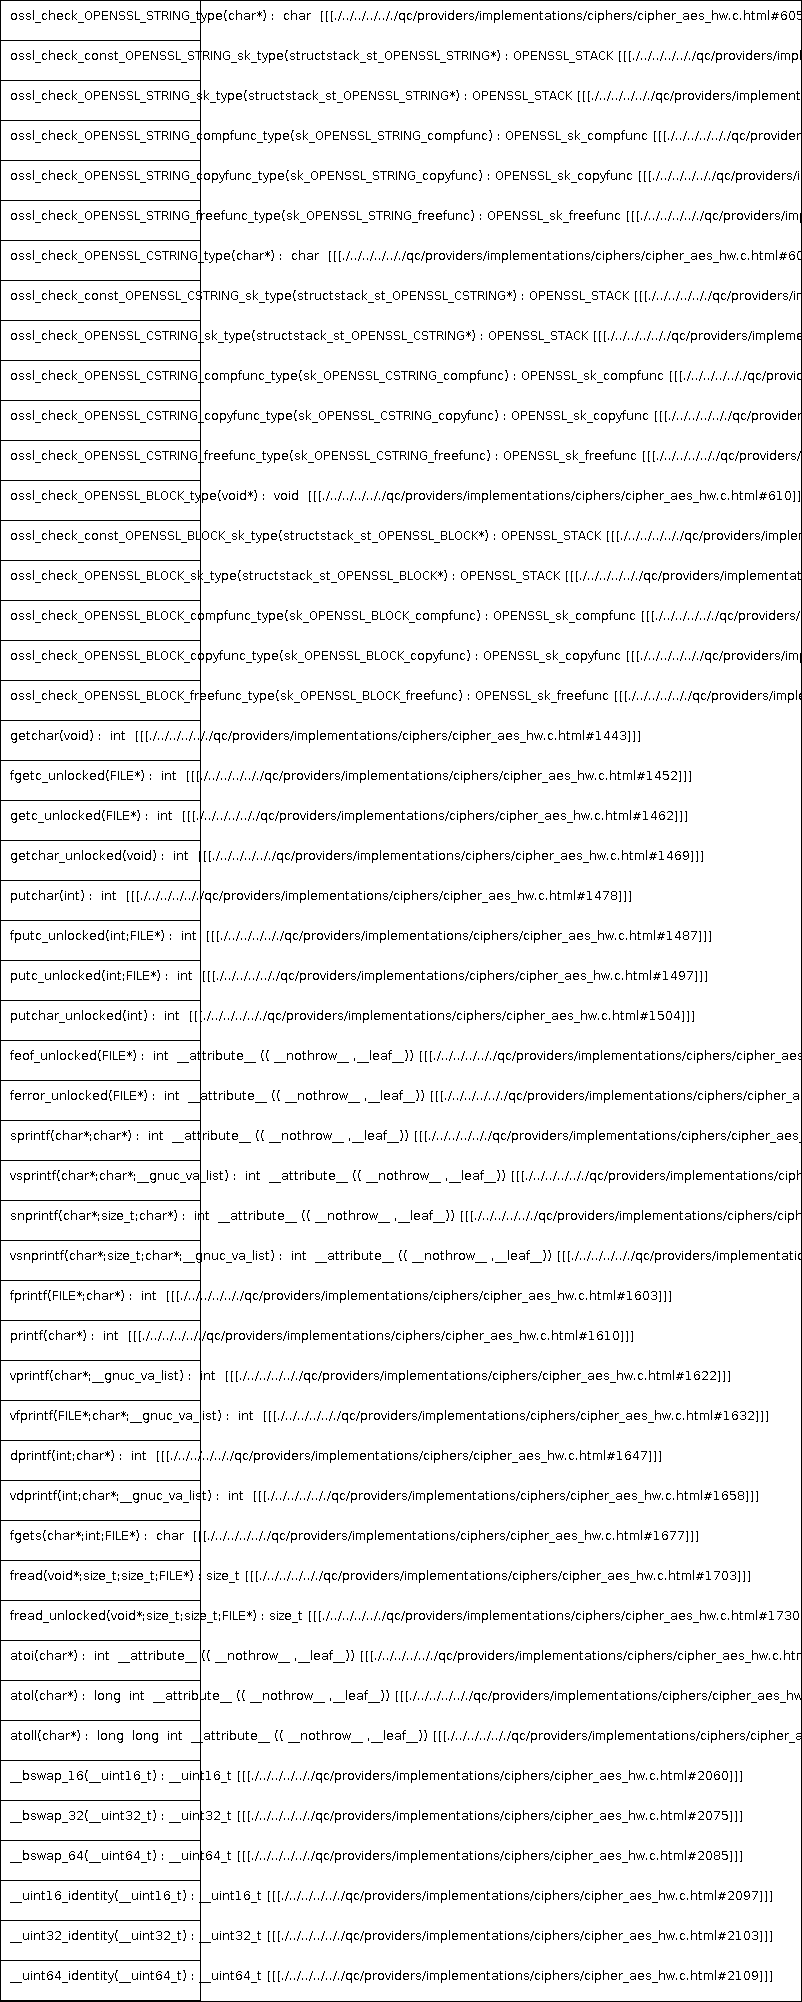 ossl_check_OPENSSL_STRING_type(char*) : char [[[./../../../../../qc/providers/implementations/ciphers/cipher_aes_hw.c.html#605
ossl_check_const_OPENSSL_STRING_sk_type(structstack_st_OPENSSL_STRING*) : OPENSSL_STACK [[[./../../../../../qc/providers/impl
ossl_check_OPENSSL_STRING_sk_type(structstack_st_OPENSSL_STRING*) : OPENSSL_STACK [[[./../../../../../qc/providers/implement
ossl_check_OPENSSL_STRING_compfunc_type(sk_OPENSSL_STRING_compfunc) : OPENSSL_sk_compfunc [[[./../../../../../qc/provider
ossl_check_OPENSSL_STRING_copyfunc_type(sk_OPENSSL_STRING_copyfunc) : OPENSSL_sk_copyfunc [[[./../../../../../qc/providers/i
ossl_check_OPENSSL_STRING_freefunc_type(sk_OPENSSL_STRING_freefunc) : OPENSSL_sk_freefunc [[[./../../../../../qc/providers/im
ossl_check_OPENSSL_CSTRING_type(char*) : char [[[./../../../../../qc/providers/implementations/ciphers/cipher_aes_hw.c.html#60
ossl_check_const_OPENSSL_CSTRING_sk_type(structstack_st_OPENSSL_CSTRING*) : OPENSSL_STACK [[[./../../../../../qc/providers/i
ossl_check_OPENSSL_CSTRING_sk_type(structstack_st_OPENSSL_CSTRING*) : OPENSSL_STACK [[[./../../../../../qc/providers/impleme
ossl_check_OPENSSL_CSTRING_compfunc_type(sk_OPENSSL_CSTRING_compfunc) : OPENSSL_sk_compfunc [[[./../../../../../qc/provi
ossl_check_OPENSSL_CSTRING_copyfunc_type(sk_OPENSSL_CSTRING_copyfunc) : OPENSSL_sk_copyfunc [[[./../../../../../qc/provider
ossl_check_OPENSSL_CSTRING_freefunc_type(sk_OPENSSL_CSTRING_freefunc) : OPENSSL_sk_freefunc [[[./../../../../../qc/providers/
ossl_check_OPENSSL_BLOCK_type(void*) : void [[[./../../../../../qc/providers/implementations/ciphers/cipher_aes_hw.c.html#610]]
ossl_check_const_OPENSSL_BLOCK_sk_type(structstack_st_OPENSSL_BLOCK*) : OPENSSL_STACK [[[./../../../../../qc/providers/imple
ossl_check_OPENSSL_BLOCK_sk_type(structstack_st_OPENSSL_BLOCK*) : OPENSSL_STACK [[[./../../../../../qc/providers/implementat
ossl_check_OPENSSL_BLOCK_compfunc_type(sk_OPENSSL_BLOCK_compfunc) : OPENSSL_sk_compfunc [[[./../../../../../qc/providers/
ossl_check_OPENSSL_BLOCK_copyfunc_type(sk_OPENSSL_BLOCK_copyfunc) : OPENSSL_sk_copyfunc [[[./../../../../../qc/providers/im
ossl_check_OPENSSL_BLOCK_freefunc_type(sk_OPENSSL_BLOCK_freefunc) : OPENSSL_sk_freefunc [[[./../../../../../qc/providers/imple
getchar(void) : int [[[./../../../../../qc/providers/implementations/ciphers/cipher_aes_hw.c.html#1443]]]
fgetc_unlocked(FILE*) : int [[[./../../../../../qc/providers/implementations/ciphers/cipher_aes_hw.c.html#1452]]]
getc_unlocked(FILE*) : int [[[./../../../../../qc/providers/implementations/ciphers/cipher_aes_hw.c.html#1462]]]
getchar_unlocked(void) : int [[[./../../../../../qc/providers/implementations/ciphers/cipher_aes_hw.c.html#1469]]]
putchar(int) : int [[[./../../../../../qc/providers/implementations/ciphers/cipher_aes_hw.c.html#1478]]]
fputc_unlocked(int;FILE*) : int [[[./../../../../../qc/providers/implementations/ciphers/cipher_aes_hw.c.html#1487]]]
putc_unlocked(int;FILE*) : int [[[./../../../../../qc/providers/implementations/ciphers/cipher_aes_hw.c.html#1497]]]
putchar_unlocked(int) : int [[[./../../../../../qc/providers/implementations/ciphers/cipher_aes_hw.c.html#1504]]]
feof_unlocked(FILE*) : int __attribute__ (( __nothrow__ ,__leaf__)) [[[./../../../../../qc/providers/implementations/ciphers/cipher_aes
ferror_unlocked(FILE*) : int __attribute__ (( __nothrow__ ,__leaf__)) [[[./../../../../../qc/providers/implementations/ciphers/cipher_a
sprintf(char*;char*) : int __attribute__ (( __nothrow__ ,__leaf__)) [[[./../../../../../qc/providers/implementations/ciphers/cipher_aes_
vsprintf(char*;char*;__gnuc_va_list) : int __attribute__ (( __nothrow__ ,__leaf__)) [[[./../../../../../qc/providers/implementations/ciph
snprintf(char*;size_t;char*) : int __attribute__ (( __nothrow__ ,__leaf__)) [[[./../../../../../qc/providers/implementations/ciphers/ciph
vsnprintf(char*;size_t;char*;__gnuc_va_list) : int __attribute__ (( __nothrow__ ,__leaf__)) [[[./../../../../../qc/providers/implementatio
fprintf(FILE*;char*) : int [[[./../../../../../qc/providers/implementations/ciphers/cipher_aes_hw.c.html#1603]]]
printf(char*) : int [[[./../../../../../qc/providers/implementations/ciphers/cipher_aes_hw.c.html#1610]]]
vprintf(char*;__gnuc_va_list) : int [[[./../../../../../qc/providers/implementations/ciphers/cipher_aes_hw.c.html#1622]]]
vfprintf(FILE*;char*;__gnuc_va_list) : int [[[./../../../../../qc/providers/implementations/ciphers/cipher_aes_hw.c.html#1632]]]
dprintf(int;char*) : int [[[./../../../../../qc/providers/implementations/ciphers/cipher_aes_hw.c.html#1647]]]
vdprintf(int;char*;__gnuc_va_list) : int [[[./../../../../../qc/providers/implementations/ciphers/cipher_aes_hw.c.html#1658]]]
fgets(char*;int;FILE*) : char [[[./../../../../../qc/providers/implementations/ciphers/cipher_aes_hw.c.html#1677]]]
fread(void*;size_t;size_t;FILE*) : size_t [[[./../../../../../qc/providers/implementations/ciphers/cipher_aes_hw.c.html#1703]]]
fread_unlocked(void*;size_t;size_t;FILE*) : size_t [[[./../../../../../qc/providers/implementations/ciphers/cipher_aes_hw.c.html#1730
atoi(char*) : int __attribute__ (( __nothrow__ ,__leaf__)) [[[./../../../../../qc/providers/implementations/ciphers/cipher_aes_hw.c.htm
atol(char*) : long int __attribute__ (( __nothrow__ ,__leaf__)) [[[./../../../../../qc/providers/implementations/ciphers/cipher_aes_hw
atoll(char*) : long long int __attribute__ (( __nothrow__ ,__leaf__)) [[[./../../../../../qc/providers/implementations/ciphers/cipher_a
__bswap_16(__uint16_t) : __uint16_t [[[./../../../../../qc/providers/implementations/ciphers/cipher_aes_hw.c.html#2060]]]
__bswap_32(__uint32_t) : __uint32_t [[[./../../../../../qc/providers/implementations/ciphers/cipher_aes_hw.c.html#2075]]]
__bswap_64(__uint64_t) : __uint64_t [[[./../../../../../qc/providers/implementations/ciphers/cipher_aes_hw.c.html#2085]]]
__uint16_identity(__uint16_t) : __uint16_t [[[./../../../../../qc/providers/implementations/ciphers/cipher_aes_hw.c.html#2097]]]
__uint32_identity(__uint32_t) : __uint32_t [[[./../../../../../qc/providers/implementations/ciphers/cipher_aes_hw.c.html#2103]]]
__uint64_identity(__uint64_t) : __uint64_t [[[./../../../../../qc/providers/implementations/ciphers/cipher_aes_hw.c.html#2109]]]